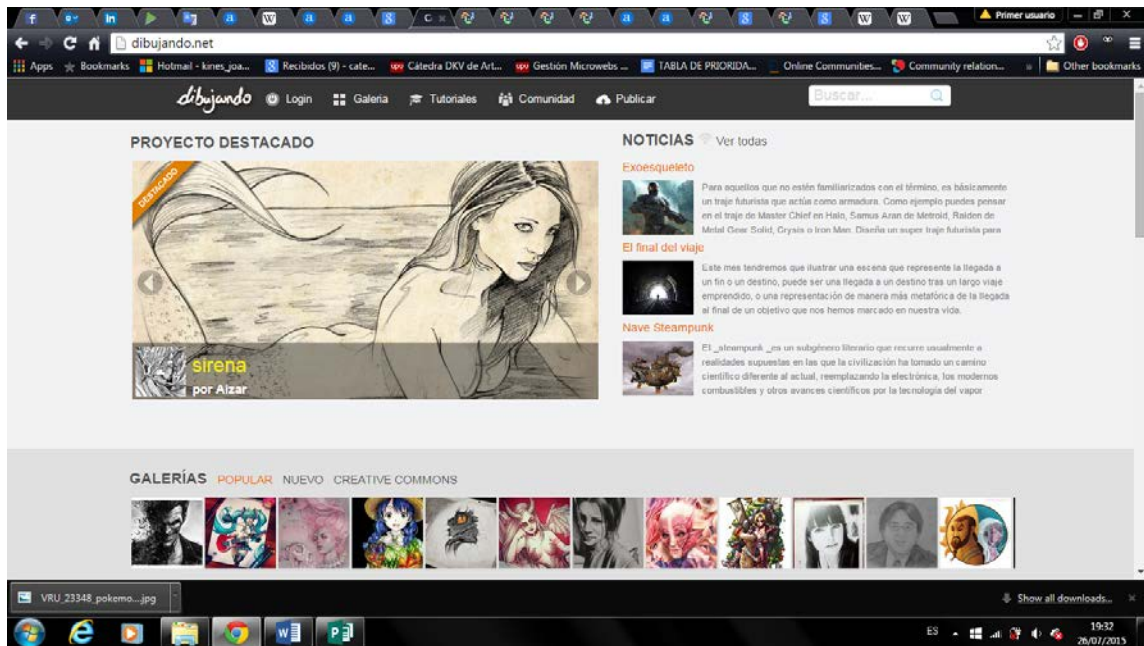 Primer usuario
dibujando.net
Apps Bookmarks Hotmail - kines_joa... Recibidos (9) - cate... Cátedra DKV de Art... Gestión Microwebs ... TABLA DE PRIORIDA... Online Communities... Community relation... » Other bookmarks
dibujando Login Galeria Tutoriales Comunidad Publicar Buscar...
PROYECTO DESTACADO
DESTACADO
sirena
por Aizar
NOTICIAS Ver todas
Exoesqueleto
Para aquellos que no estén familiarizados con el término, es básicamente
un traje futurista que actúa como armadura. Como ejemplo puedes pensar
en el traje de Master Chief en Halo, Samus Aran de Metroid, Raiden de
Metal Gear Solid, Crysis o Iron Man. Diseña un super traje futurista para
El final del viaje
Este mes tendremos que ilustrar una escena que represente la llegada a
un fin o un destino, puede ser una llegada a un destino tras un largo viaje
emprendido, o una representación de manera más metafórica de la llegada
al final de un objetivo que nos hemos marcado en nuestra vida.
Nave Steampunk
El _steampunk _es un subgénero literario que recurre usualmente a
realidades supuestas en las que la civilización ha tomado un camino
científico diferente al actual, reemplazando la electrónica, los modernos
combustibles y otros avances científicos por la tecnología del vapor
GALERÍAS POPULAR NUEVO CREATIVE COMMONS
VRU_23348_pokemo...jpg Show all downloads...
ES 19:32
26/07/2015